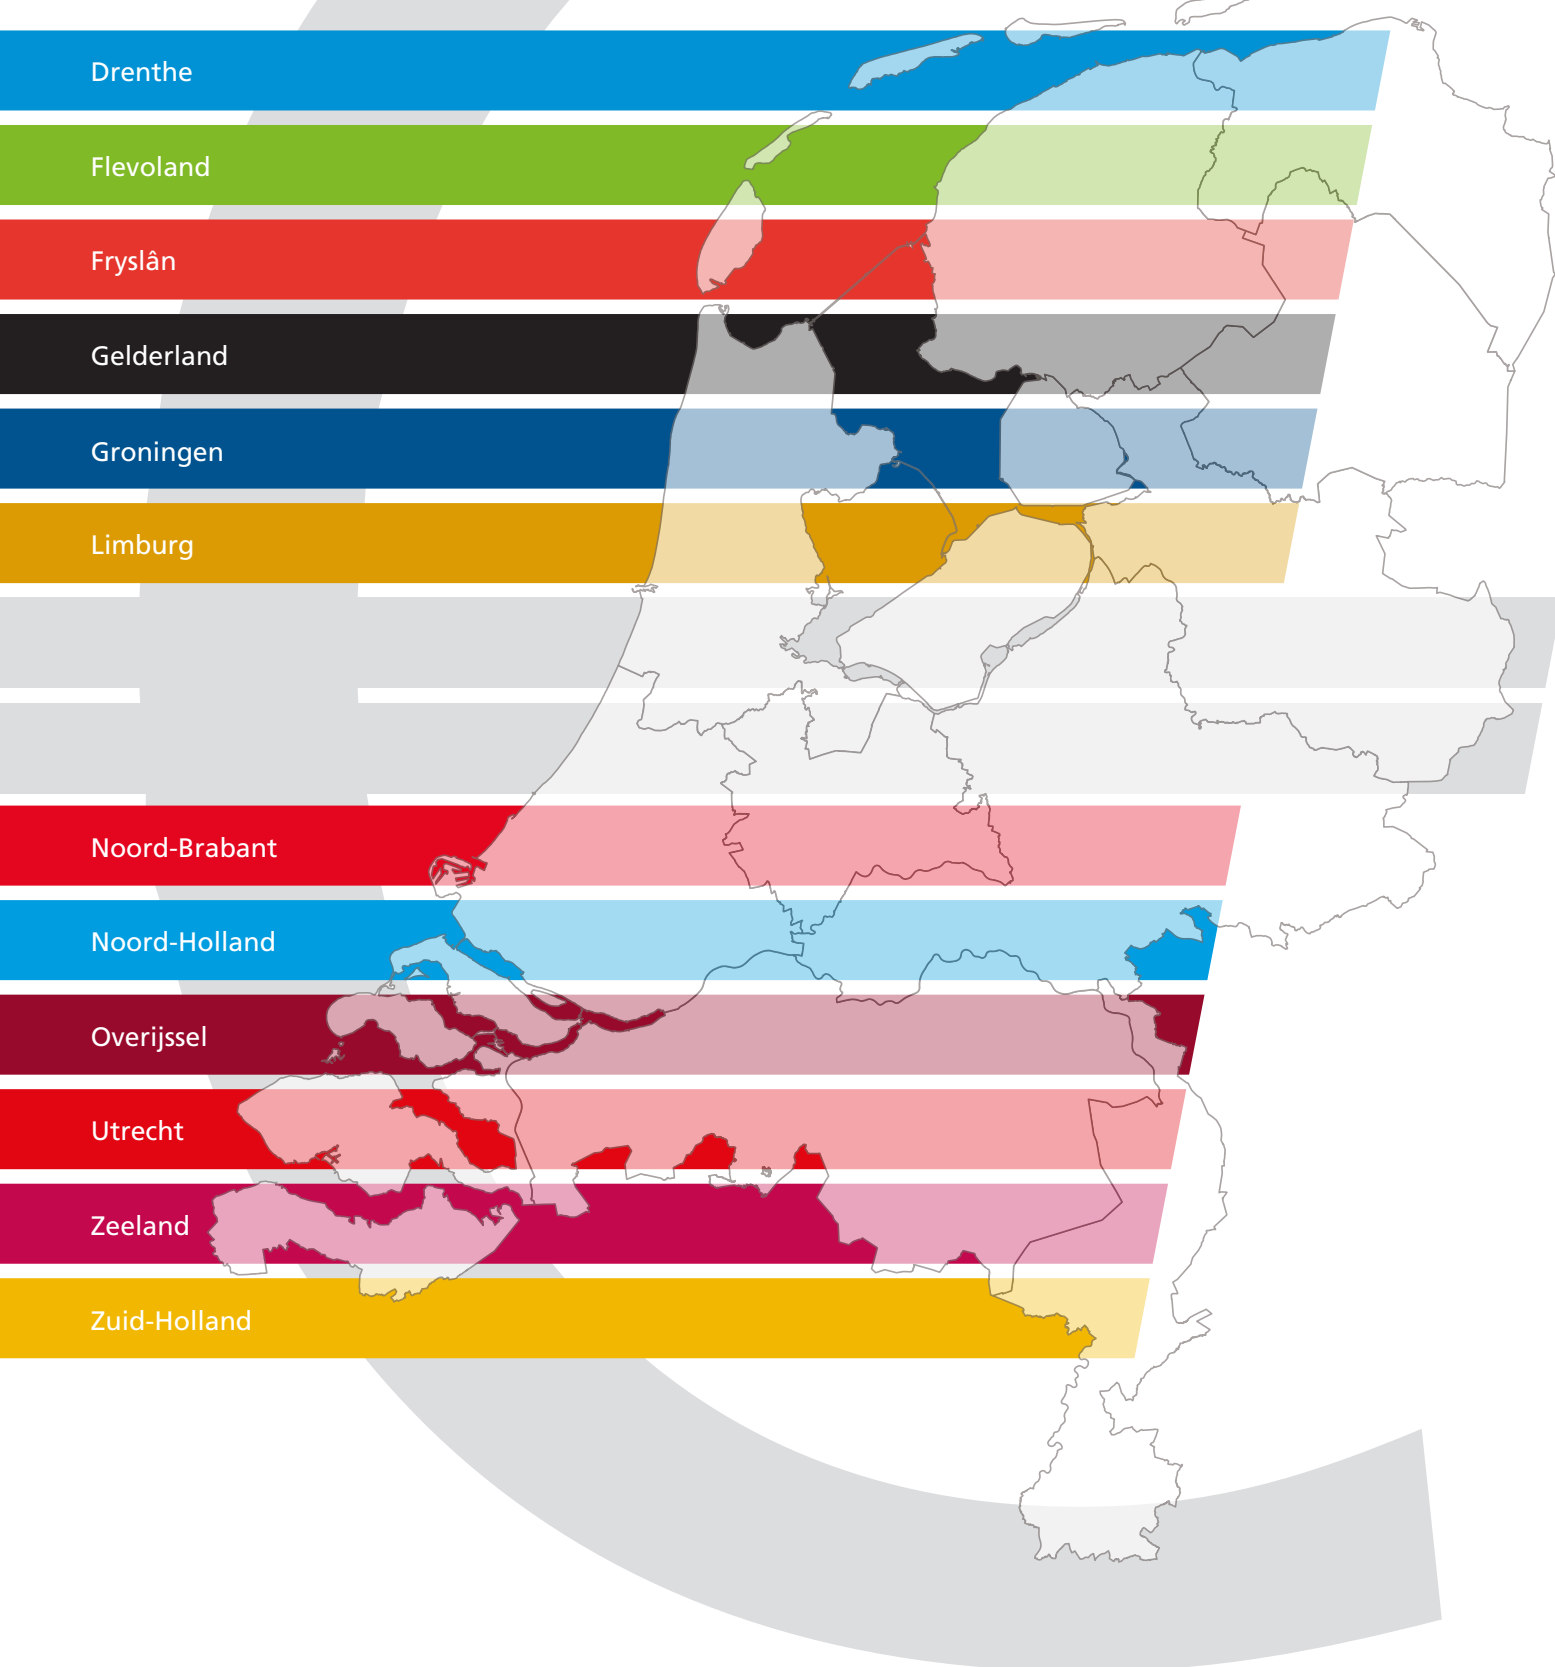 Drenthe
Flevoland
Fryslân
Gelderland
Groningen
Limburg
Noord-Brabant
Noord-Holland
Overijssel
Utrecht
Zeeland
Zuid-Holland